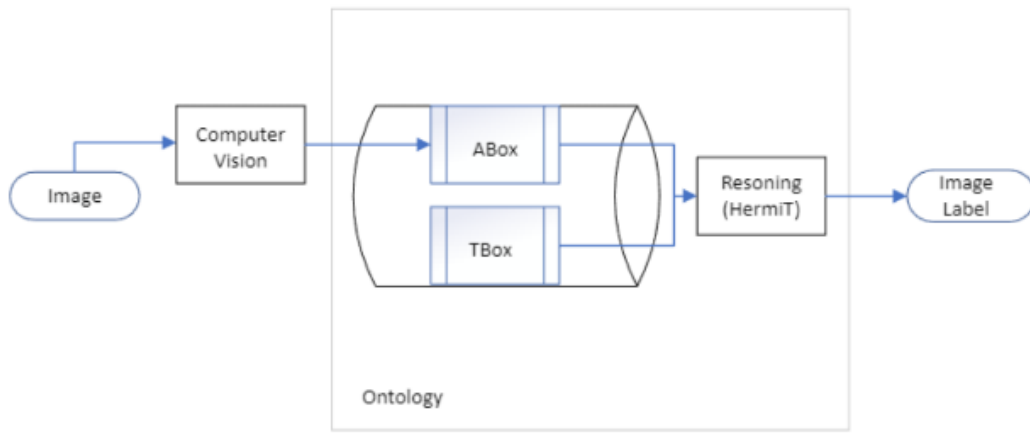 Image
Computer
Vision
ABox
TBox
Resoning
(HermiT)
Image
Label
Ontology